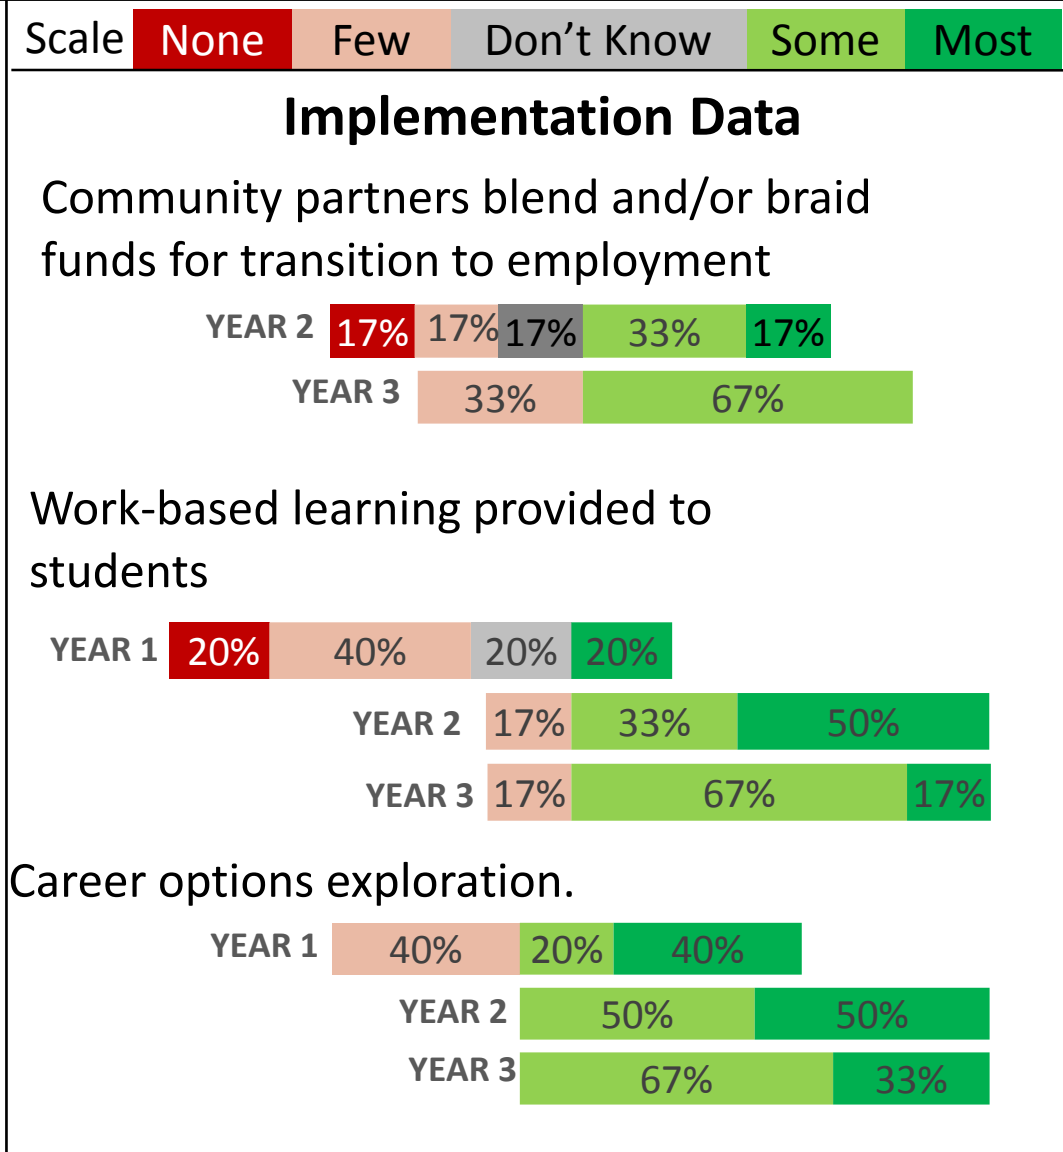 Scale None Few Don't Know Some Most
Implementation Data
Community partners blend and/or braid
funds for transition to employment
YEAR 2 17% 17% 17% 33% 17%
YEAR 3 33% 67%
Work-based learning provided to
students
YEAR 1 20% 40% 20% 20%
YEAR 2 17% 33% 50%
YEAR 3 17% 67% 17%
Career options exploration.
YEAR 1 40% 20% 40%
YEAR 2 50% 50%
YEAR 3 67% 33%